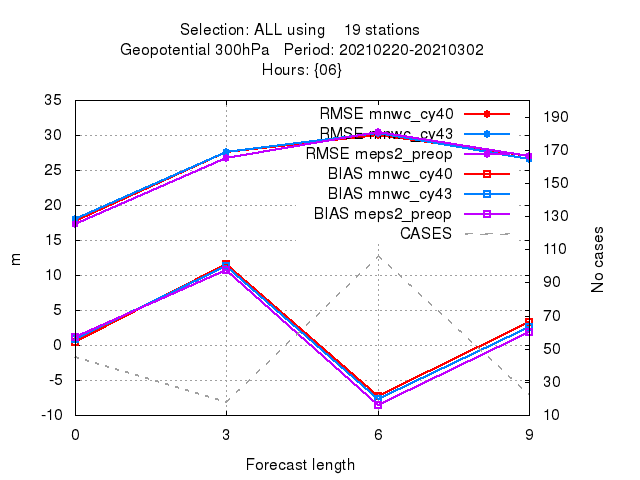 Selection: ALL using 19 stations
Geopotential 300hPa Period: 20210220-20210302
Hours: {06}
35
30
25
20
15
10
5
0
-5
-10
m
RMSE mnwc_cy40
RMSE mnwc_cy43
RMSE meps2_preop
BIAS mnwc_cy40
BIAS mnwc_cy43
BIAS meps2_preop
CASES
190
170
150
130
110
90
70
50
30
10
No cases
0 3 6 9
Forecast length